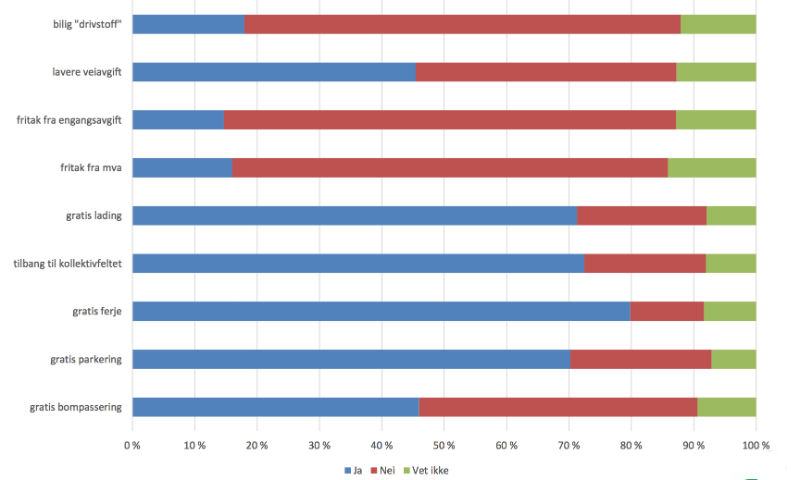 bilig "drivstoff"
lavere veiavgift
fritak fra engangsavgift
fritak fra mva
gratis lading
tilbang til kollektivfeltet
gratis ferje
gratis parkering
gratis bompassering
0 % 10 % 20 % 30 % 40 % 50 % 60 % 70 % 80 % 90 % 100 %
Ja Nei Vet ikke